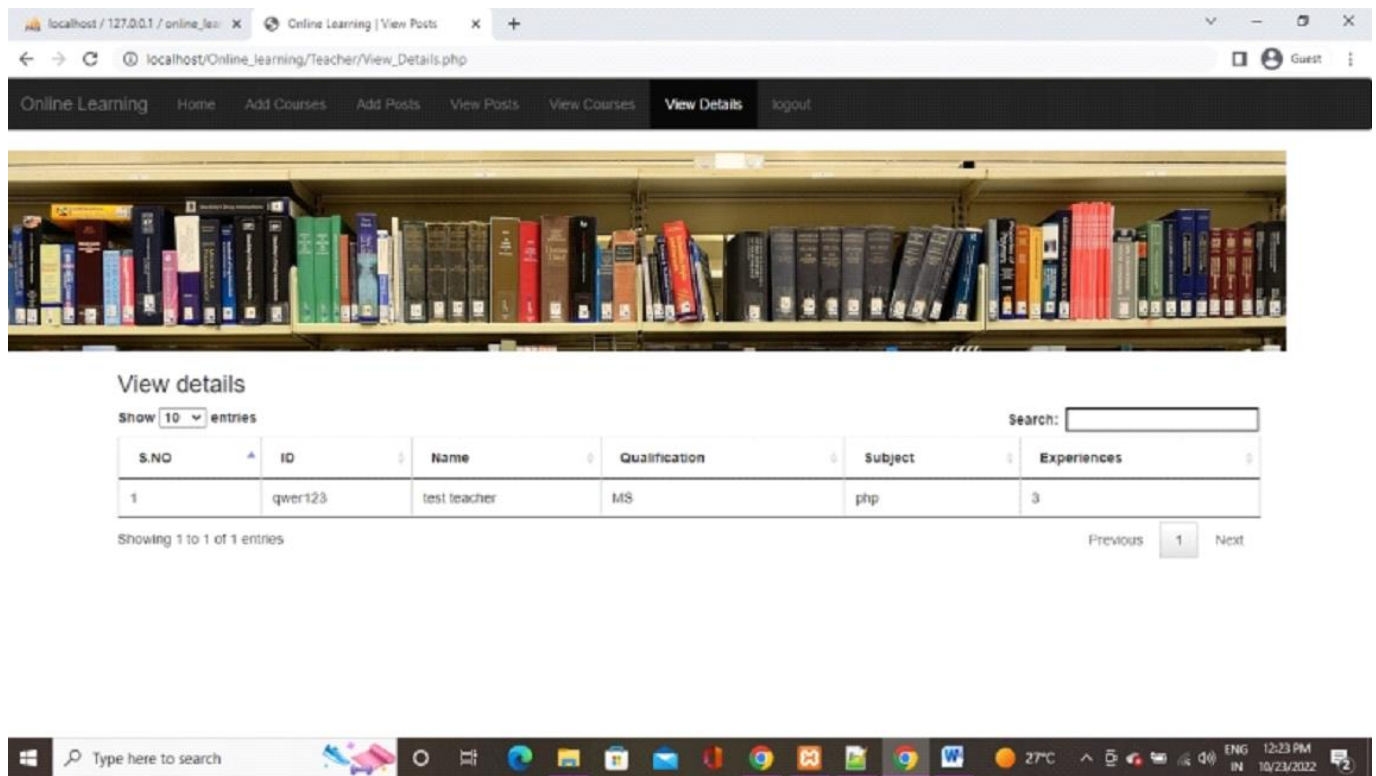 localhost / 127.0.0.1 / online_lea
Online Learning | View Posts
localhost/Online_learning/Teacher/View_Details.php
Guest
Online Learning Home Add Courses Add Posts View Posts View Courses View Details logout
View details
Show 10 entries
Search:
S.NO ID Name Qualification Subject Experiences
1 qwer123 test teacher MS php 3
Showing 1 to 1 of 1 entries
Previous 1 Next
Type here to search
27°C
ENG
IN
12:23 PM
10/23/2022
2